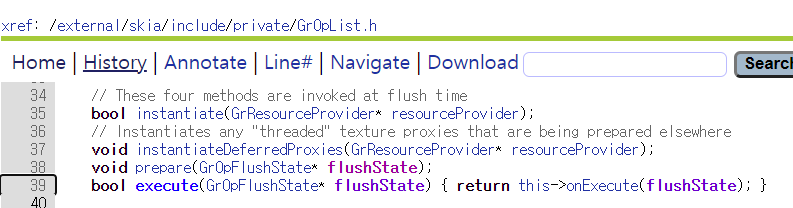 xref: /external/skia/include/private/GrOpList.h
Home | History | Annotate | Line# | Navigate | Download Search
34 // These four methods are invoked at flush time
35 bool instantiate(GrResourceProvider* resourceProvider);
36 // Instantiates any "threaded" texture proxies that are being prepared elsewhere
37 void instantiateDeferredProxies(GrResourceProvider* resourceProvider);
38 void prepare(GrOpFlushState* flushState);
39 bool execute(GrOpFlushState* flushState) { return this->onExecute(flushState); }
40